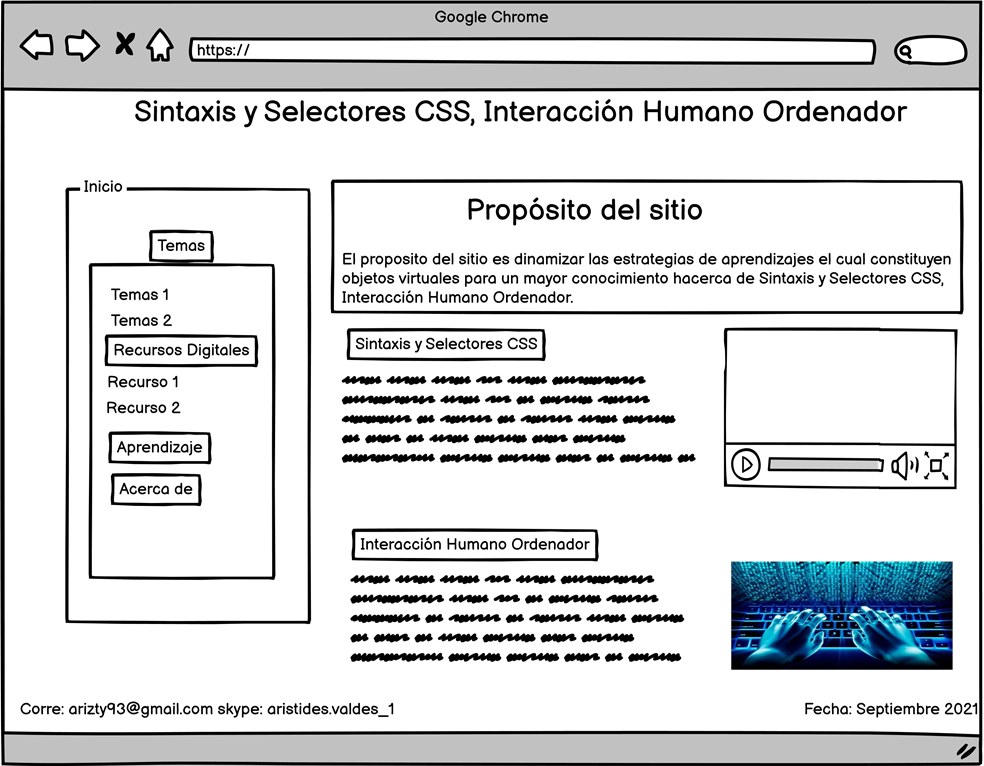 Google Chrome
https://
Sintaxis y Selectores CSS, Interacción Humano Ordenador
Inicio
Temas
Temas 1
Temas 2
Recursos Digitales
Recurso 1
Recurso 2
Aprendizaje
Acerca de
Propósito del sitio
El proposito del sitio es dinamizar las estrategias de aprendizajes el cual constituyen
objetos virtuales para un mayor conocimiento hacerca de Sintaxis y Selectores CSS,
Interacción Humano Ordenador.
Sintaxis y Selectores CSS
Interacción Humano Ordenador
Corre: arizty93@gmail.com skype: aristides.valdes_1
Fecha: Septiembre 2021